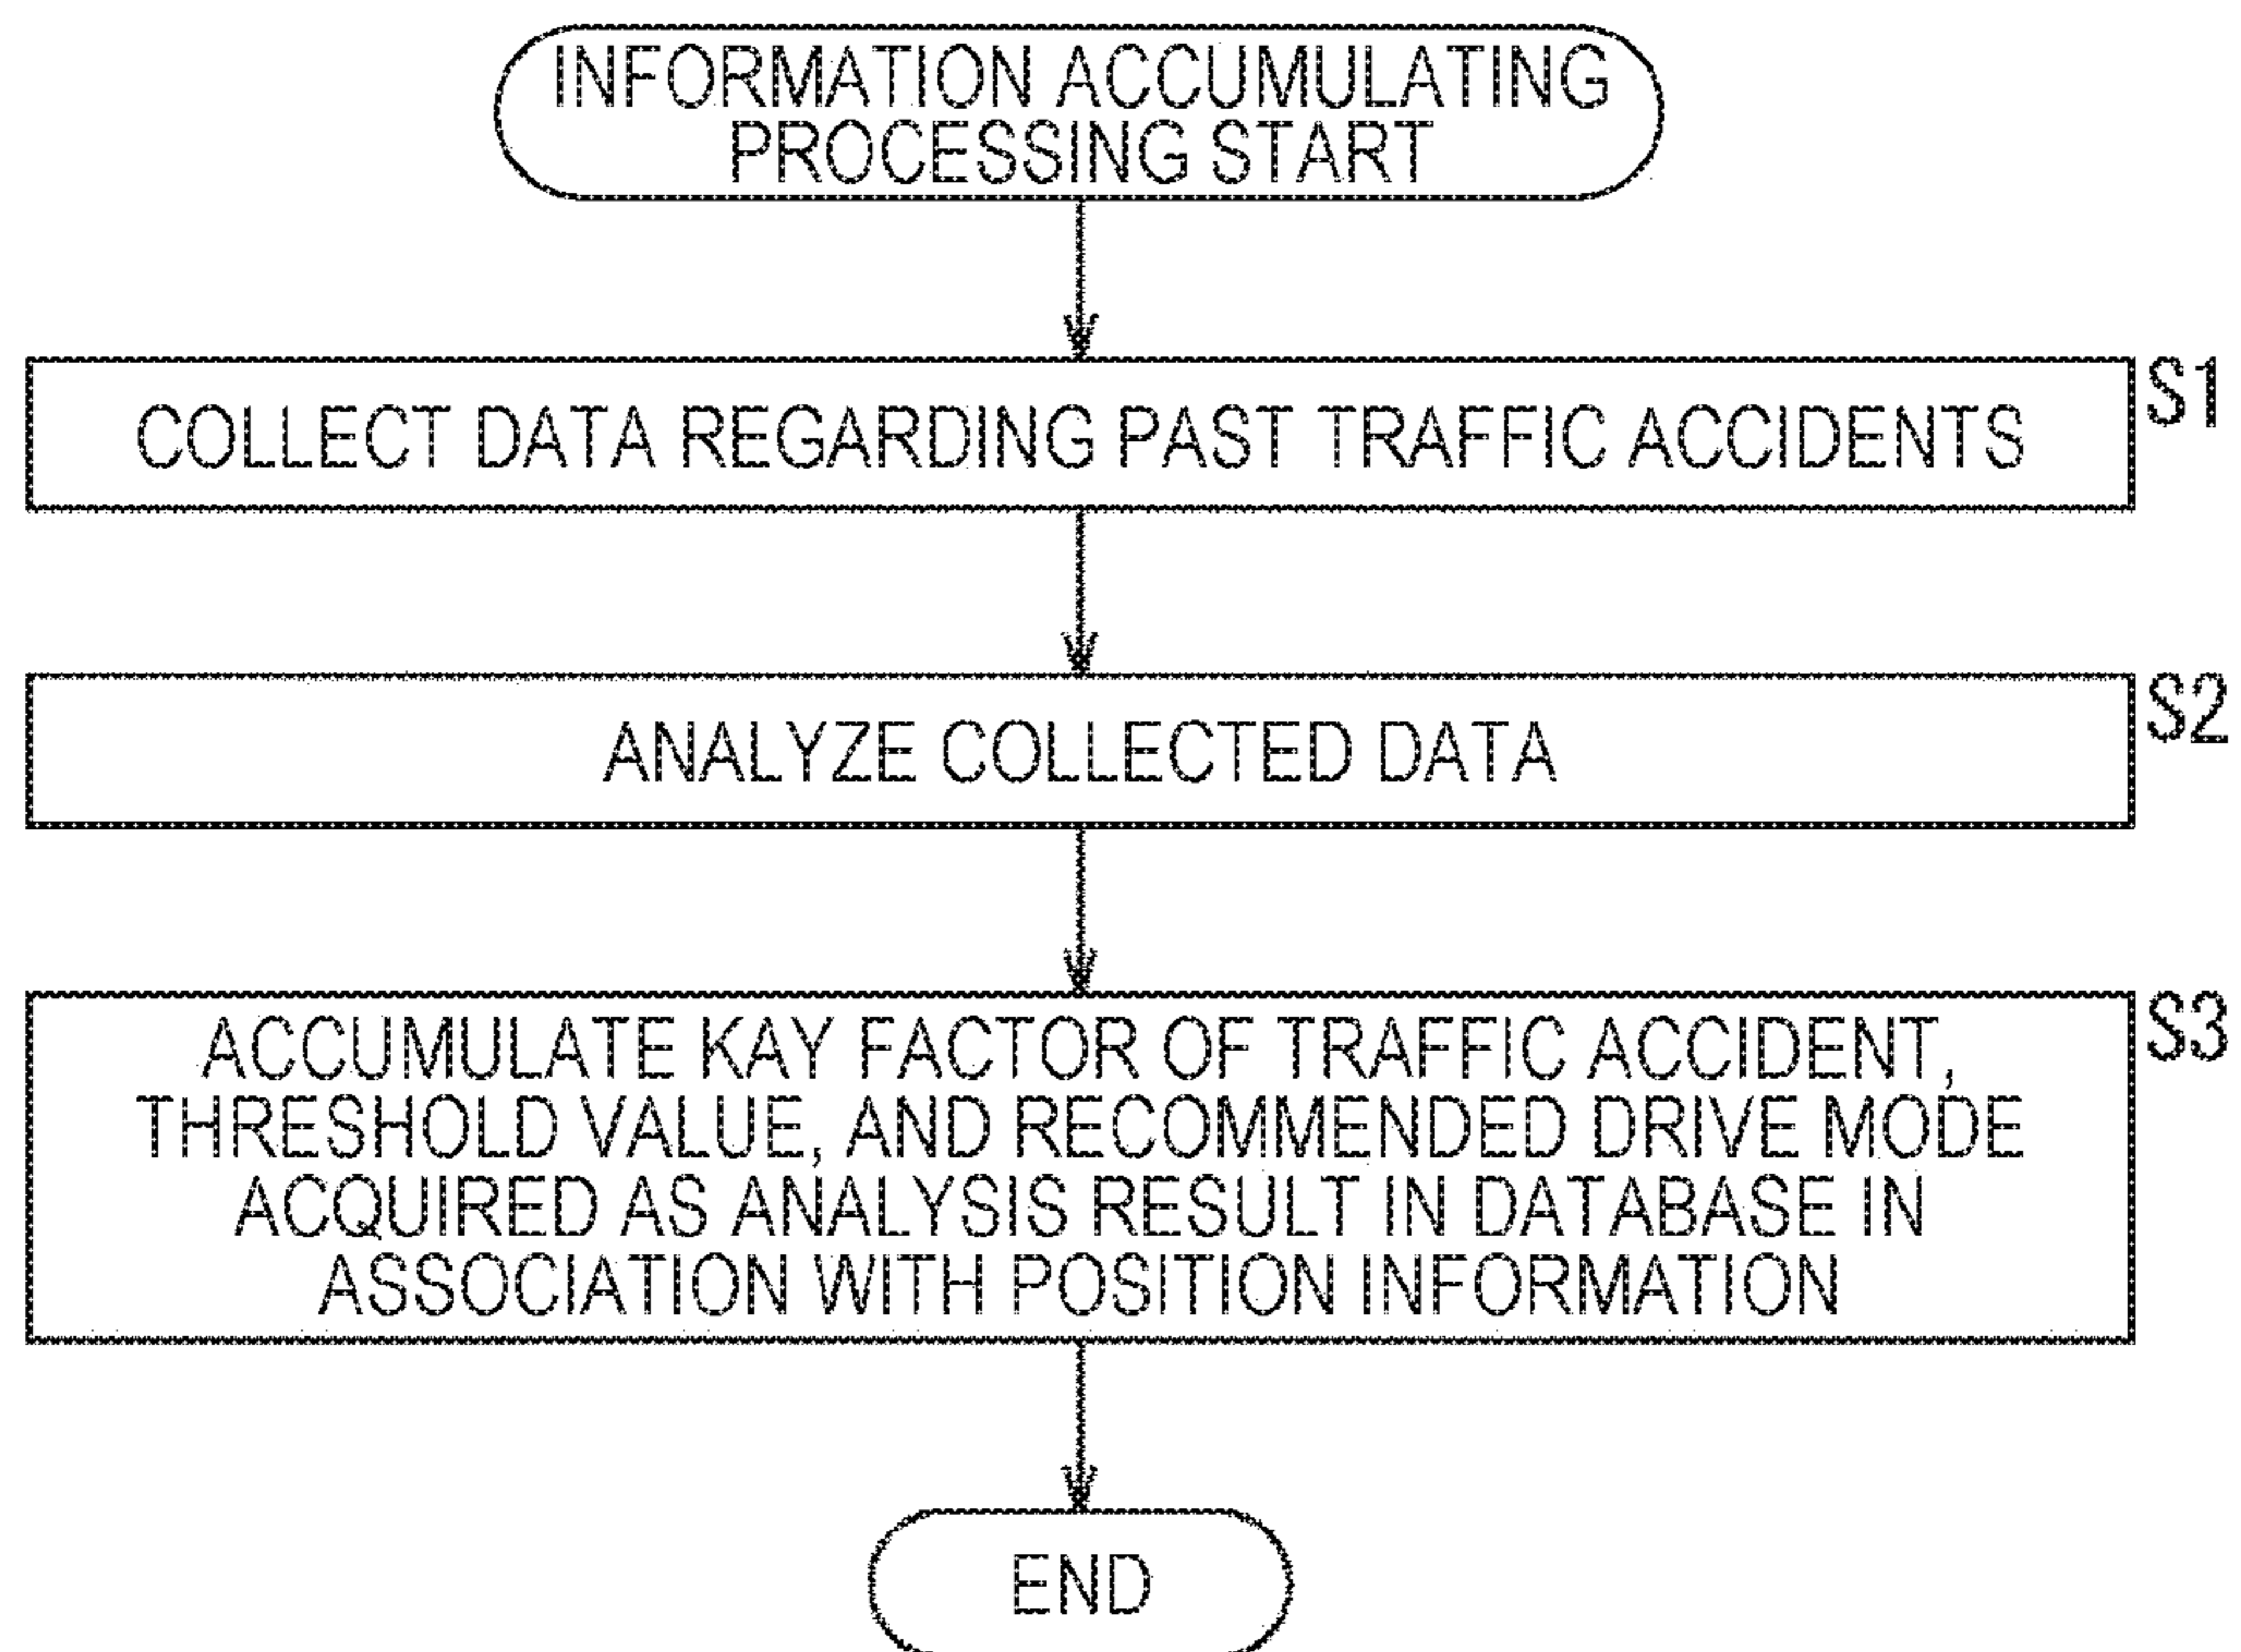 INFORMATION ACCUMULATING
PROCESSING START
S1
COLLECT DATA REGARDING PAST TRAFFIC ACCIDENTS
S2
ANALYZE COLLECTED DATA
S3
ACCUMULATE KAY FACTOR OF TRAFFIC ACCIDENT,
THRESHOLD VALUE, AND RECOMMENDED DRIVE MODE
ACQUIRED AS ANALYSIS RESULT IN DATABASE IN
ASSOCIATION WITH POSITION INFORMATION
END